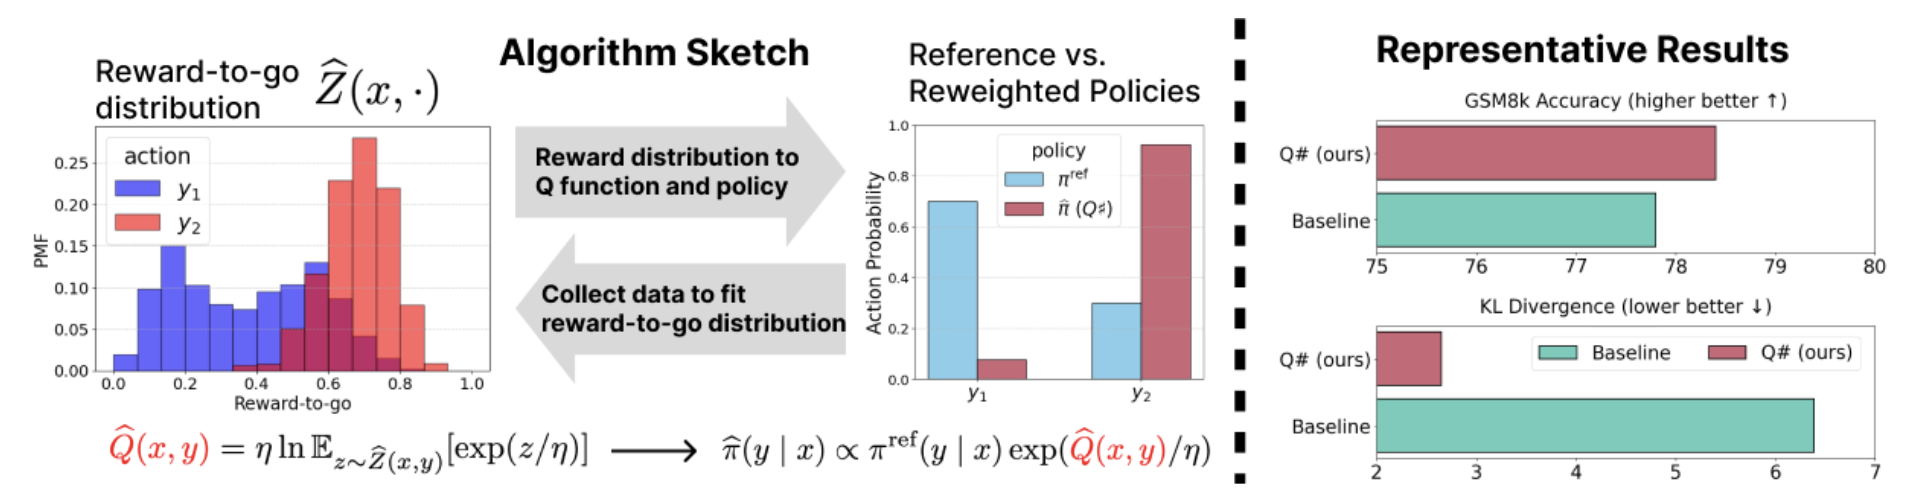 Algorithm Sketch
Reward-to-go
distribution
Ẑ(x, ·)
PMF
0.25
0.20
0.15
0.10
0.05
0.00
action
y₁
y₂
0.0 0.2 0.4 0.6 0.8 1.0
Reward-to-go
Reward distribution to
Q function and policy
Collect data to fit
reward-to-go distribution
Reference vs.
Reweighted Policies
Action Probability
1.0
0.8
0.6
0.4
0.2
0.0
policy
π^ref
π̂ (Q♯)
y₁ y₂
Q̂(x, y) = η ln 𝔼_{z∼Ẑ(x,y)}[exp(z/η)] ⟶ π̂(y | x) ∝ π^ref(y | x) exp(Q̂(x, y)/η)
Representative Results
GSM8k Accuracy (higher better ↑)
Q# (ours)
Baseline
75 76 77 78 79 80
KL Divergence (lower better ↓)
Q# (ours)
Baseline
Baseline Q# (ours)
2 3 4 5 6 7